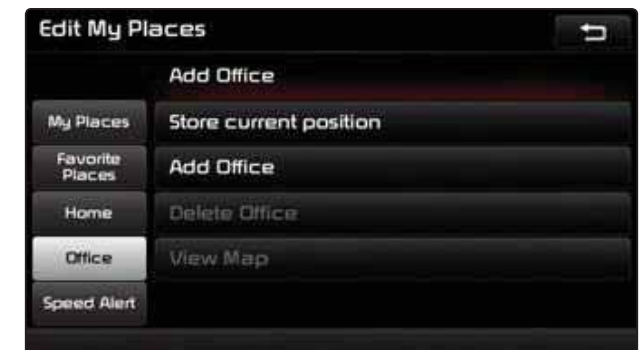 Edit My Places
Add Office
My Places
Store current position
Favorite
Places
Add Office
Home
Delete Office
Office
View Map
Speed Alert